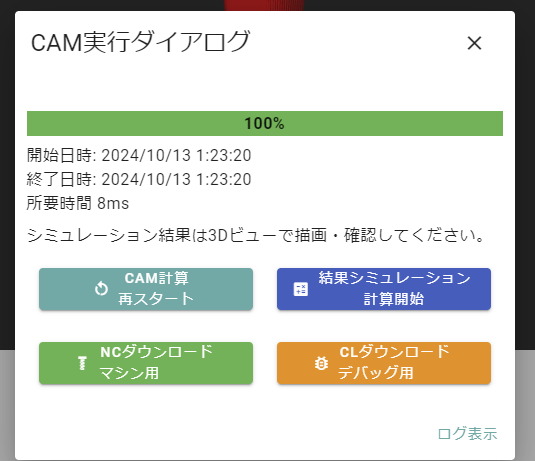 CAM実行ダイアログ
100%
開始日時: 2024/10/13 1:23:20
終了日時: 2024/10/13 1:23:20
所要時間 8ms
シミュレーション結果は3Dビューで描画・確認してください。
CAM計算
再スタート
結果シミュレーション
計算開始
NCダウンロード
マシン用
CLダウンロード
デバッグ用
ログ表示